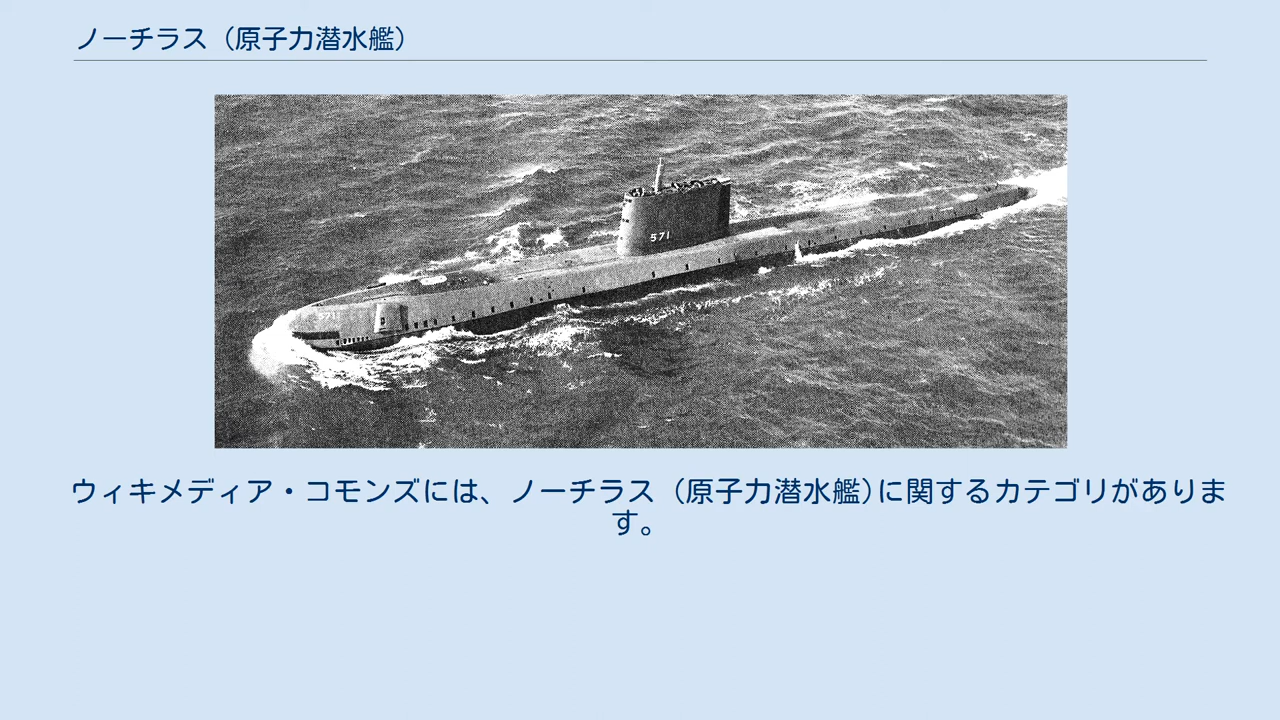 ノーチラス（原子力潜水艦）
571
571
ウィキメディア・コモンズには、ノーチラス（原子力潜水艦)に関するカテゴリがありま
す。